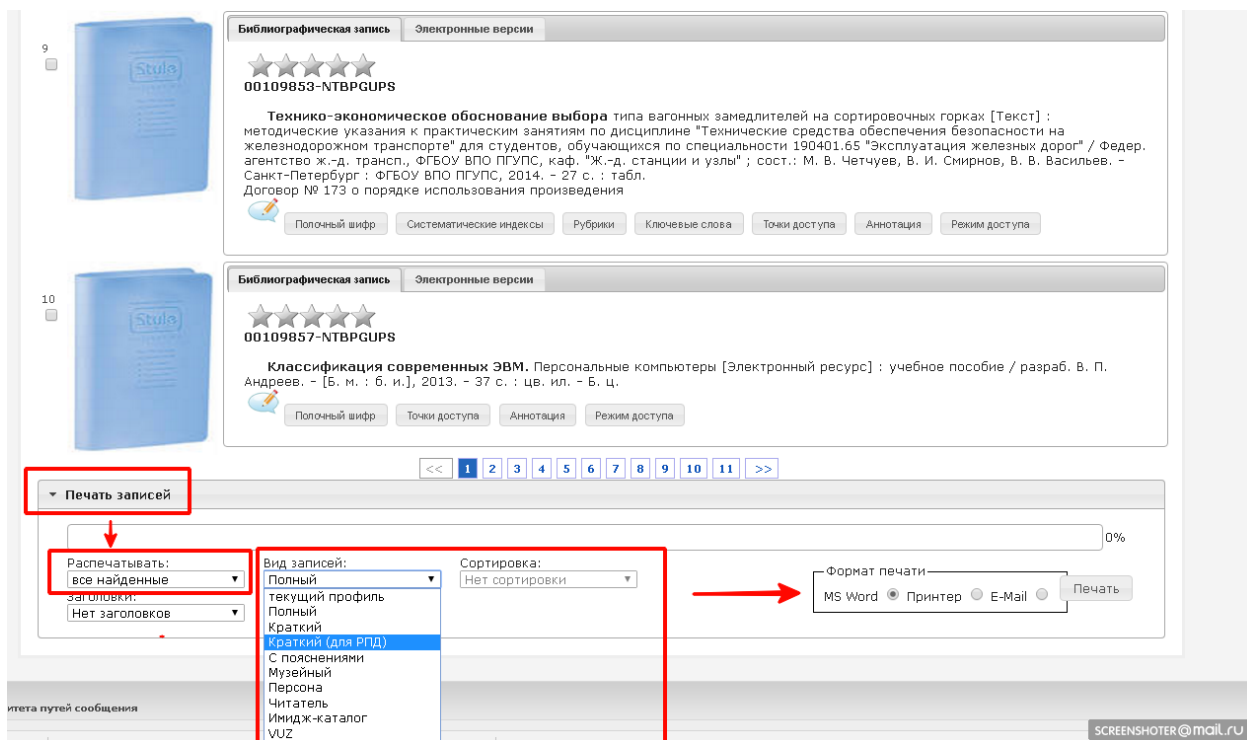 Библиографическая запись Электронные версии
9
Style
00109853-NTBPGUPS
Технико-экономическое обоснование выбора типа вагонных замедлителей на сортировочных горках [Текст] :
методические указания к практическим занятиям по дисциплине "Технические средства обеспечения безопасности на
железнодорожном транспорте" для студентов, обучающихся по специальности 190401.65 "Эксплуатация железных дорог" / Федер.
агентство ж.-д. трансп., ФГБОУ ВПО ПГУПС, каф. "Ж.-д. станции и узлы" ; сост.: М. В. Четчуев, В. И. Смирнов, В. В. Васильев. –
Санкт-Петербург : ФГБОУ ВПО ПГУПС, 2014. – 27 с. : табл.
Договор № 173 о порядке использования произведения
Полочный шифр Систематические индексы Рубрики Ключевые слова Точки доступа Аннотация Режим доступа
Библиографическая запись Электронные версии
10
Style
00109857-NTBPGUPS
Классификация современных ЭВМ. Персональные компьютеры [Электронный ресурс] : учебное пособие / разраб. В. П.
Андреев. – [Б. м. : б. и.], 2013. – 37 с. : цв. ил. – Б. ц.
Полочный шифр Точки доступа Аннотация Режим доступа
<< 1 2 3 4 5 6 7 8 9 10 11 >>
Печать записей
0%
Распечатывать: Вид записей: Сортировка:
все найденные Полный Нет сортировки
Формат печати
MS Word Принтер E-Mail Печать
Заголовки:
Нет заголовков
текущий профиль
Полный
Краткий
Краткий (для РПД)
С пояснениями
Музейный
Персона
Читатель
Имидж-каталог
VUZ
итета путей сообщения
SCREENSHOTER@mail.ru